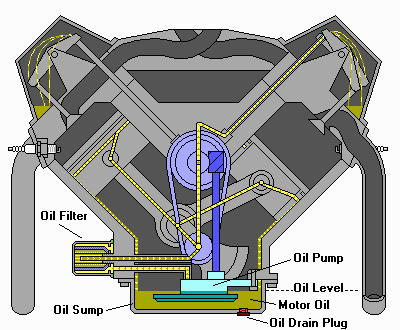 Oil Filter
Oil Pump
Oil Level
Oil Sump
Motor Oil
Oil Drain Plug